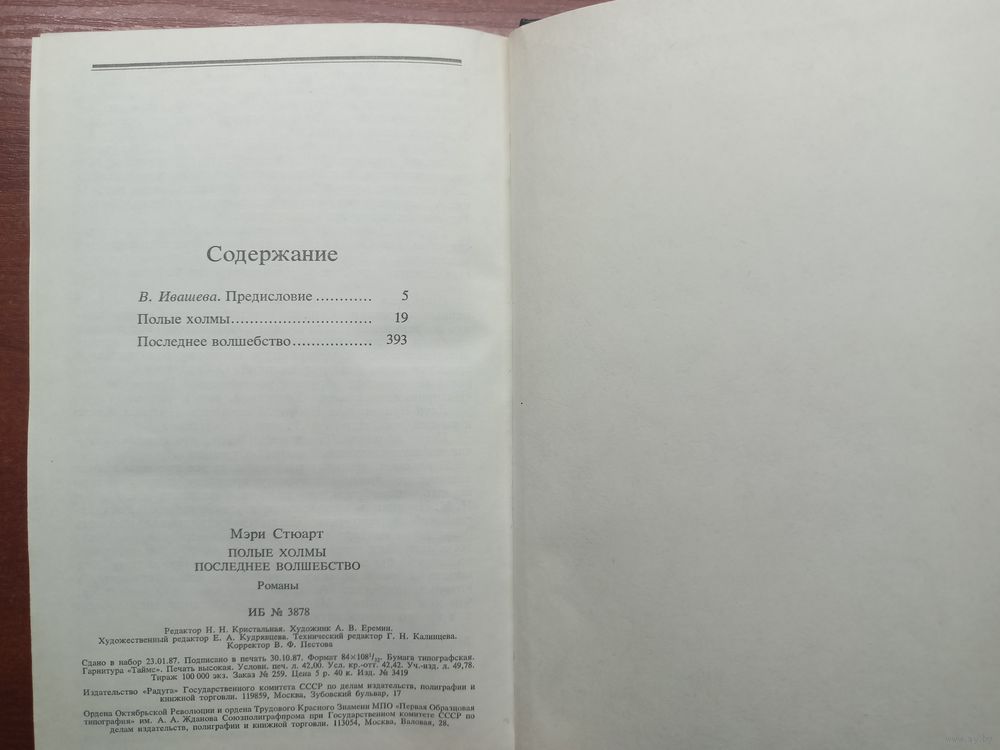 Содержание
В. Ивашева. Предисловие ............ 5
Полые холмы.............................. 19
Последнее волшебство................. 393
Мэри Стюарт
ПОЛЫЕ ХОЛМЫ
ПОСЛЕДНЕЕ ВОЛШЕБСТВО
Романы
ИБ № 3878
Редактор Н. Н. Кристальная. Художник А. В. Еремин.
Художественный редактор Е. А. Кудрявцева. Технический редактор Г. Н. Калинцева.
Корректор В. Ф. Пестова
Сдано в набор 23.01.87. Подписано в печать 30.10.87. Формат 84×108¹/₃₂. Бумага типографская.
Гарнитура «Таймс». Печать высокая. Условн. печ. л. 42,00. Усл. кр.-отт. 42,42. Уч.-изд. л. 49,78.
Тираж 100 000 экз. Заказ № 259. Цена 5 р. 40 к. Изд. № 3419
Издательство «Радуга» Государственного комитета СССР по делам издательств, полиграфии и
книжной торговли. 119859, Москва, Зубовский бульвар, 17
Ордена Октябрьской Революции и ордена Трудового Красного Знамени МПО «Первая Образцовая
типография» им. А. А. Жданова Союзполиграфпрома при Государственном комитете СССР по
делам издательств, полиграфии и книжной торговли. 113054, Москва, Валовая, 28.